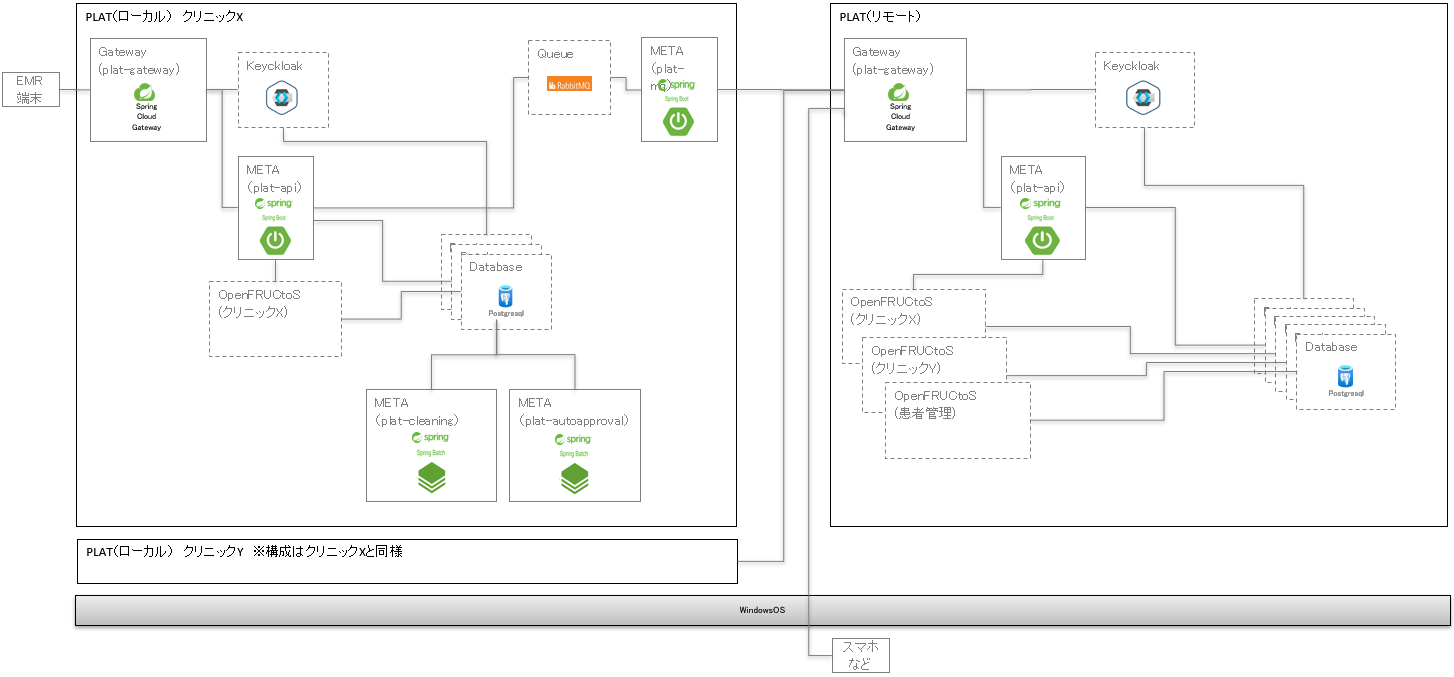 PLAT(ローカル) クリニックX
Gateway
(plat-gateway)
Spring
Cloud
Gateway
Keyckloak
Queue
RabbitMQ
META
(plat-
mq)
spring
Spring Boot
EMR
端末
META
(plat-api)
spring
Spring Boot
OpenFRUCtoS
(クリニックX)
Database
Postgresql
META
(plat-cleaning)
spring
Spring Batch
META
(plat-autoapproval)
spring
Spring Batch
PLAT(リモート)
Gateway
(plat-gateway)
Spring
Cloud
Gateway
Keyckloak
META
(plat-api)
spring
Spring Boot
OpenFRUCtoS
(クリニックX)
OpenFRUCtoS
(クリニックY)
OpenFRUCtoS
(患者管理)
Database
Postgresql
PLAT(ローカル) クリニックY ※構成はクリニックXと同様
WindowsOS
スマホ
など